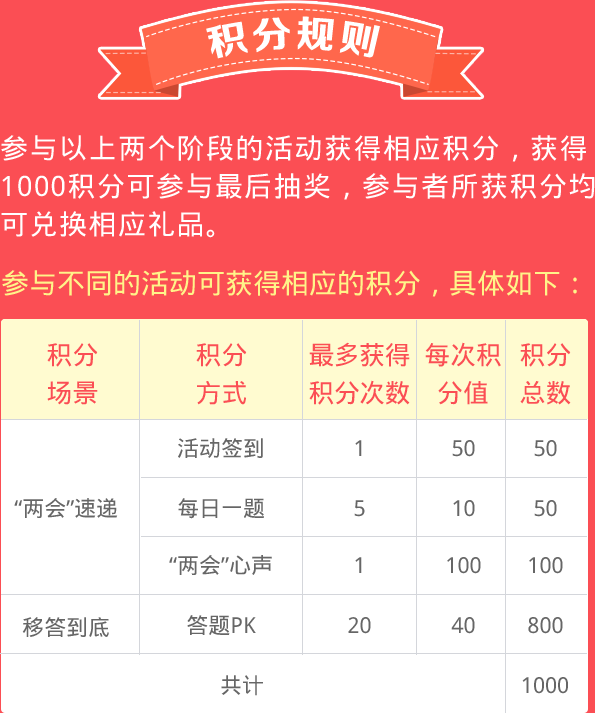 积分规则
参与以上两个阶段的活动获得相应积分，获得
1000积分可参与最后抽奖，参与者所获积分均
可兑换相应礼品。
参与不同的活动可获得相应的积分，具体如下：
积分场景 积分方式 最多获得积分次数 每次积分值 积分总数
“两会”速递 活动签到 1 50 50
每日一题 5 10 50
“两会”心声 1 100 100
移答到底 答题PK 20 40 800
共计 1000